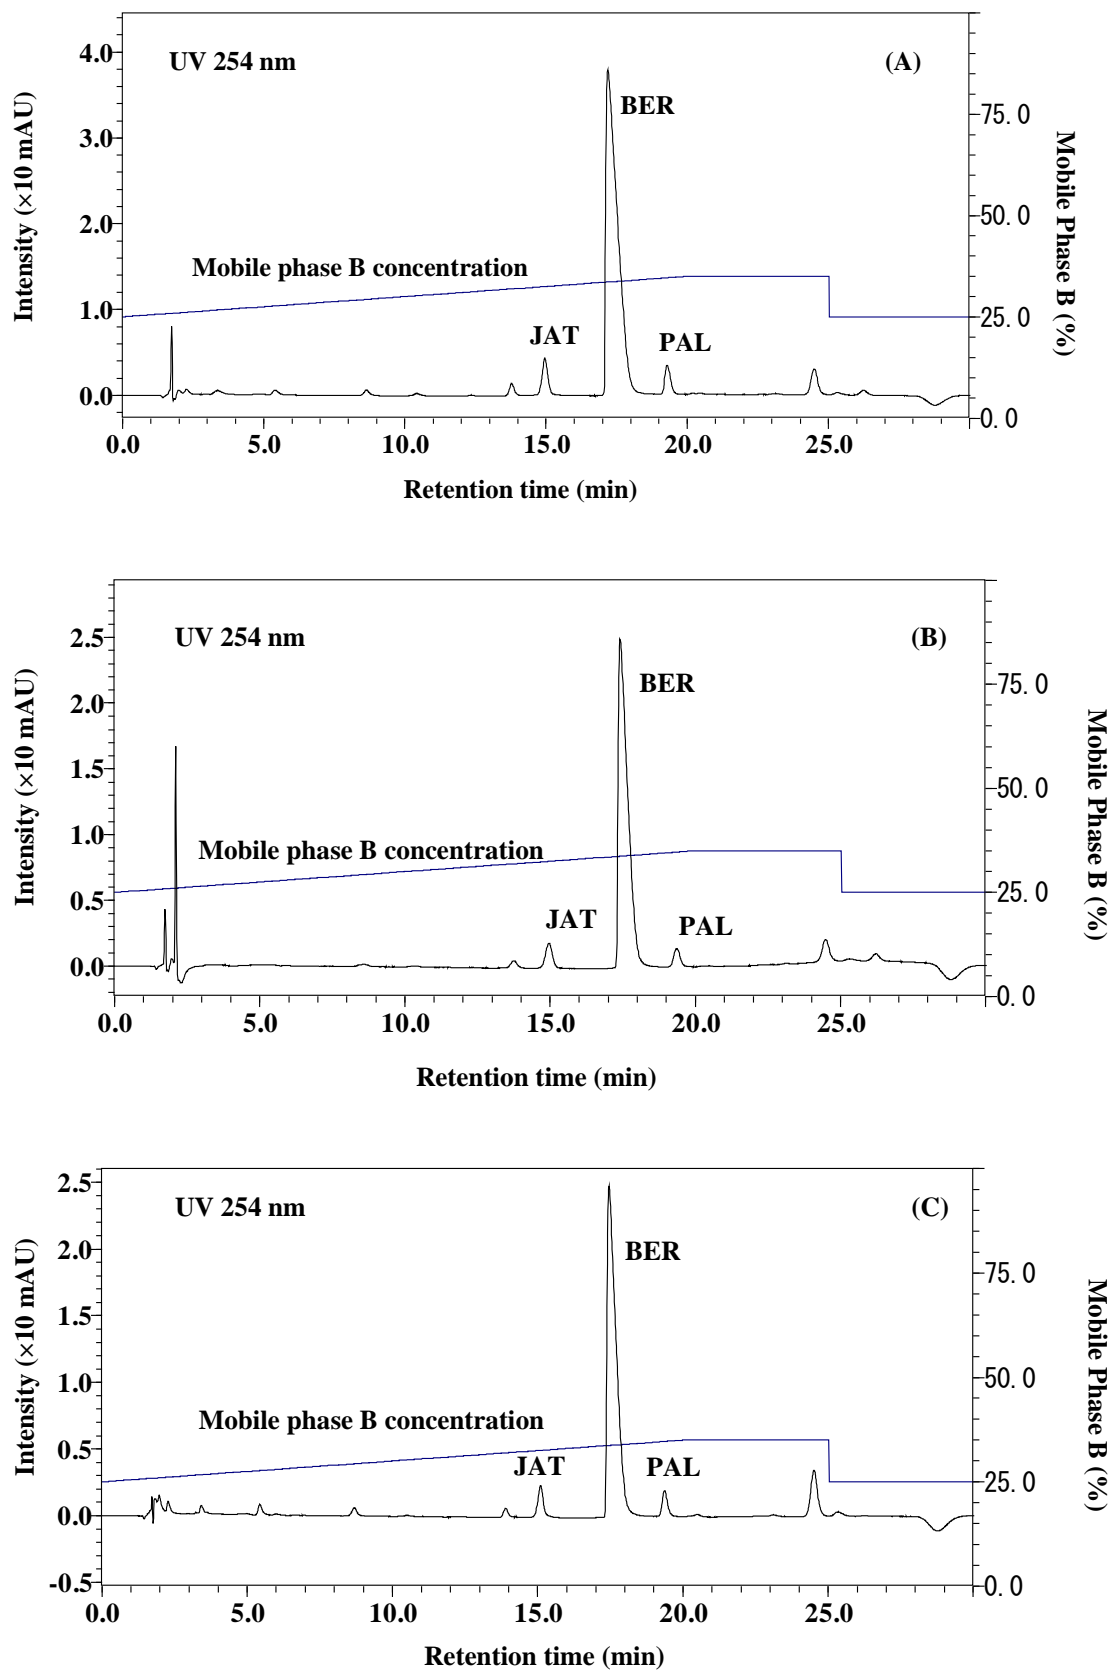 UV 254 nm
(A)
BER
Mobile phase B concentration
JAT
PAL
4.0
3.0
2.0
1.0
0.0
Intensity (×10 mAU)
75.0
50.0
25.0
0.0
Mobile Phase B (%)
0.0 5.0 10.0 15.0 20.0 25.0
Retention time (min)
UV 254 nm
(B)
BER
Mobile phase B concentration
JAT
PAL
2.5
2.0
1.5
1.0
0.5
0.0
Intensity (×10 mAU)
75.0
50.0
25.0
0.0
Mobile Phase B (%)
0.0 5.0 10.0 15.0 20.0 25.0
Retention time (min)
UV 254 nm
(C)
BER
Mobile phase B concentration
JAT
PAL
2.5
2.0
1.5
1.0
0.5
0.0
-0.5
Intensity (×10 mAU)
75.0
50.0
25.0
0.0
Mobile Phase B (%)
0.0 5.0 10.0 15.0 20.0 25.0
Retention time (min)